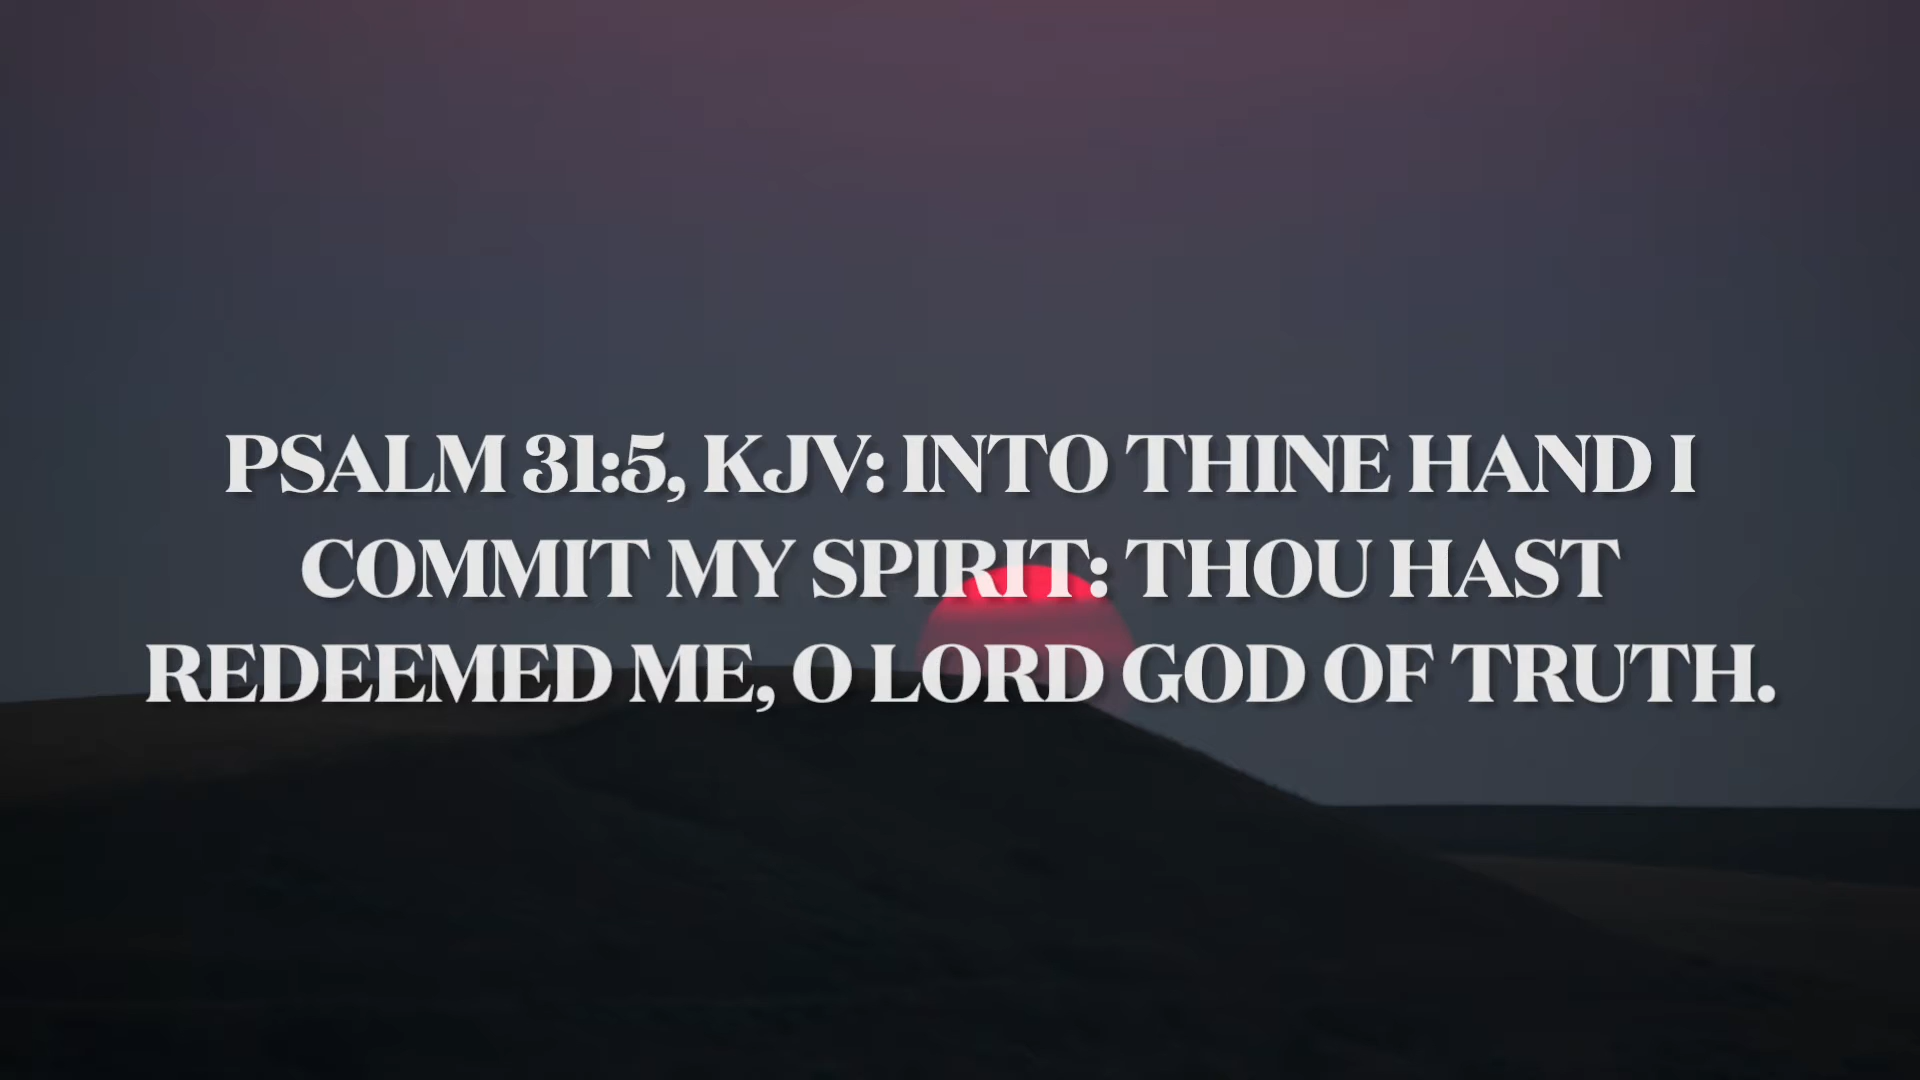 PSALM 31:5, KJV: INTO THINE HAND I
COMMIT MY SPIRIT: THOU HAST
REDEEMED ME, O LORD GOD OF TRUTH.